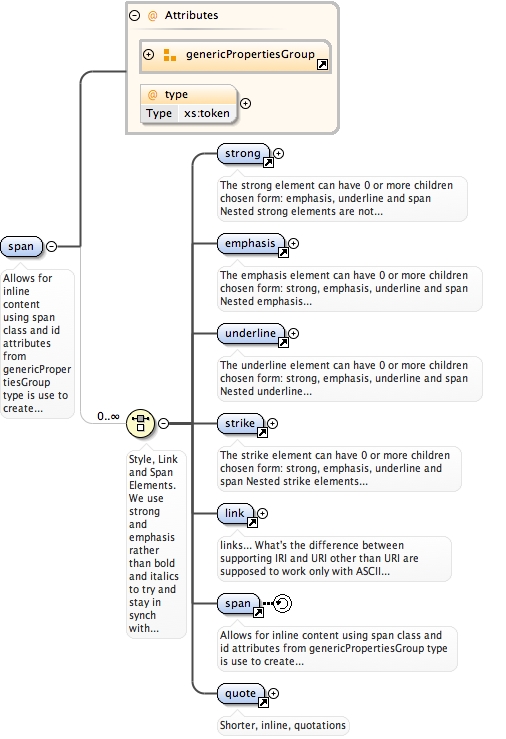 @ Attributes
genericPropertiesGroup
@ type
Type xs:token
span
Allows for
inline
content
using span
class and id
attributes
from
genericProper
tiesGroup
type is use to
create...
0..∞
Style, Link
and Span
Elements.
We use
strong
and
emphasis
rather
than bold
and italics
to try and
stay in
synch
with...
strong
The strong element can have 0 or more children
chosen form: emphasis, underline and span
Nested strong elements are not...
emphasis
The emphasis element can have 0 or more children
chosen form: strong, emphasis, underline and span
Nested emphasis...
underline
The underline element can have 0 or more children
chosen form: strong, emphasis, underline and span
Nested underline...
strike
The strike element can have 0 or more children
chosen form: strong, emphasis, underline and
span Nested strike elements...
link
links... What's the difference between
supporting IRI and URI other than URI are
supposed to work only with ASCII...
span
Allows for inline content using span class and
id attributes from genericPropertiesGroup type
is use to create...
quote
Shorter, inline, quotations